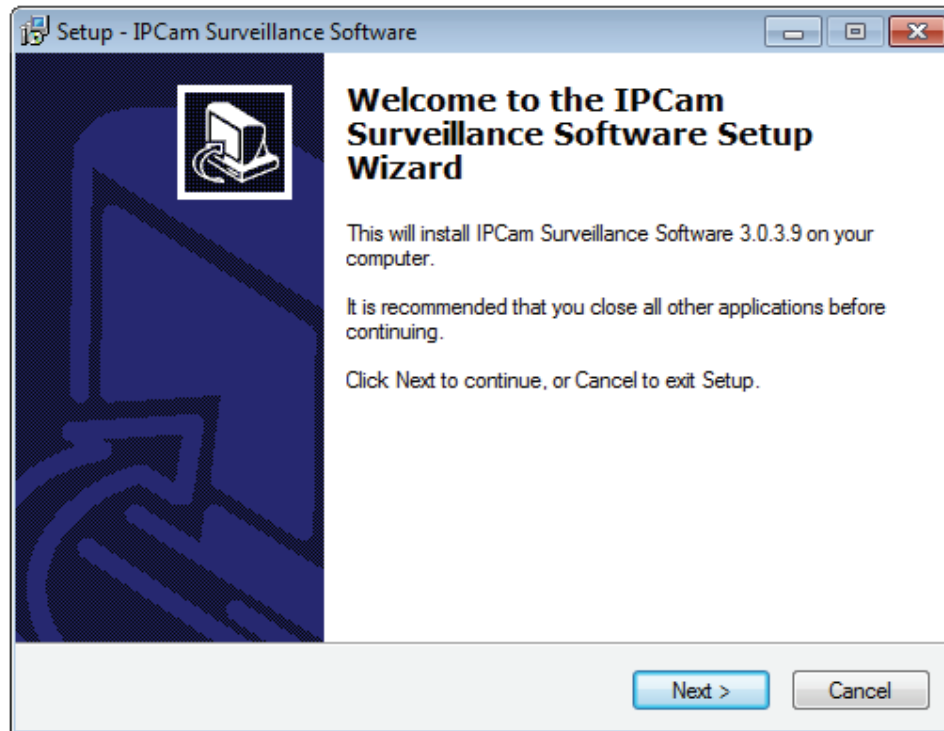 Setup - IPCam Surveillance Software
Welcome to the IPCam
Surveillance Software Setup
Wizard
This will install IPCam Surveillance Software 3.0.3.9 on your
computer.
It is recommended that you close all other applications before
continuing.
Click Next to continue, or Cancel to exit Setup.
Next >
Cancel